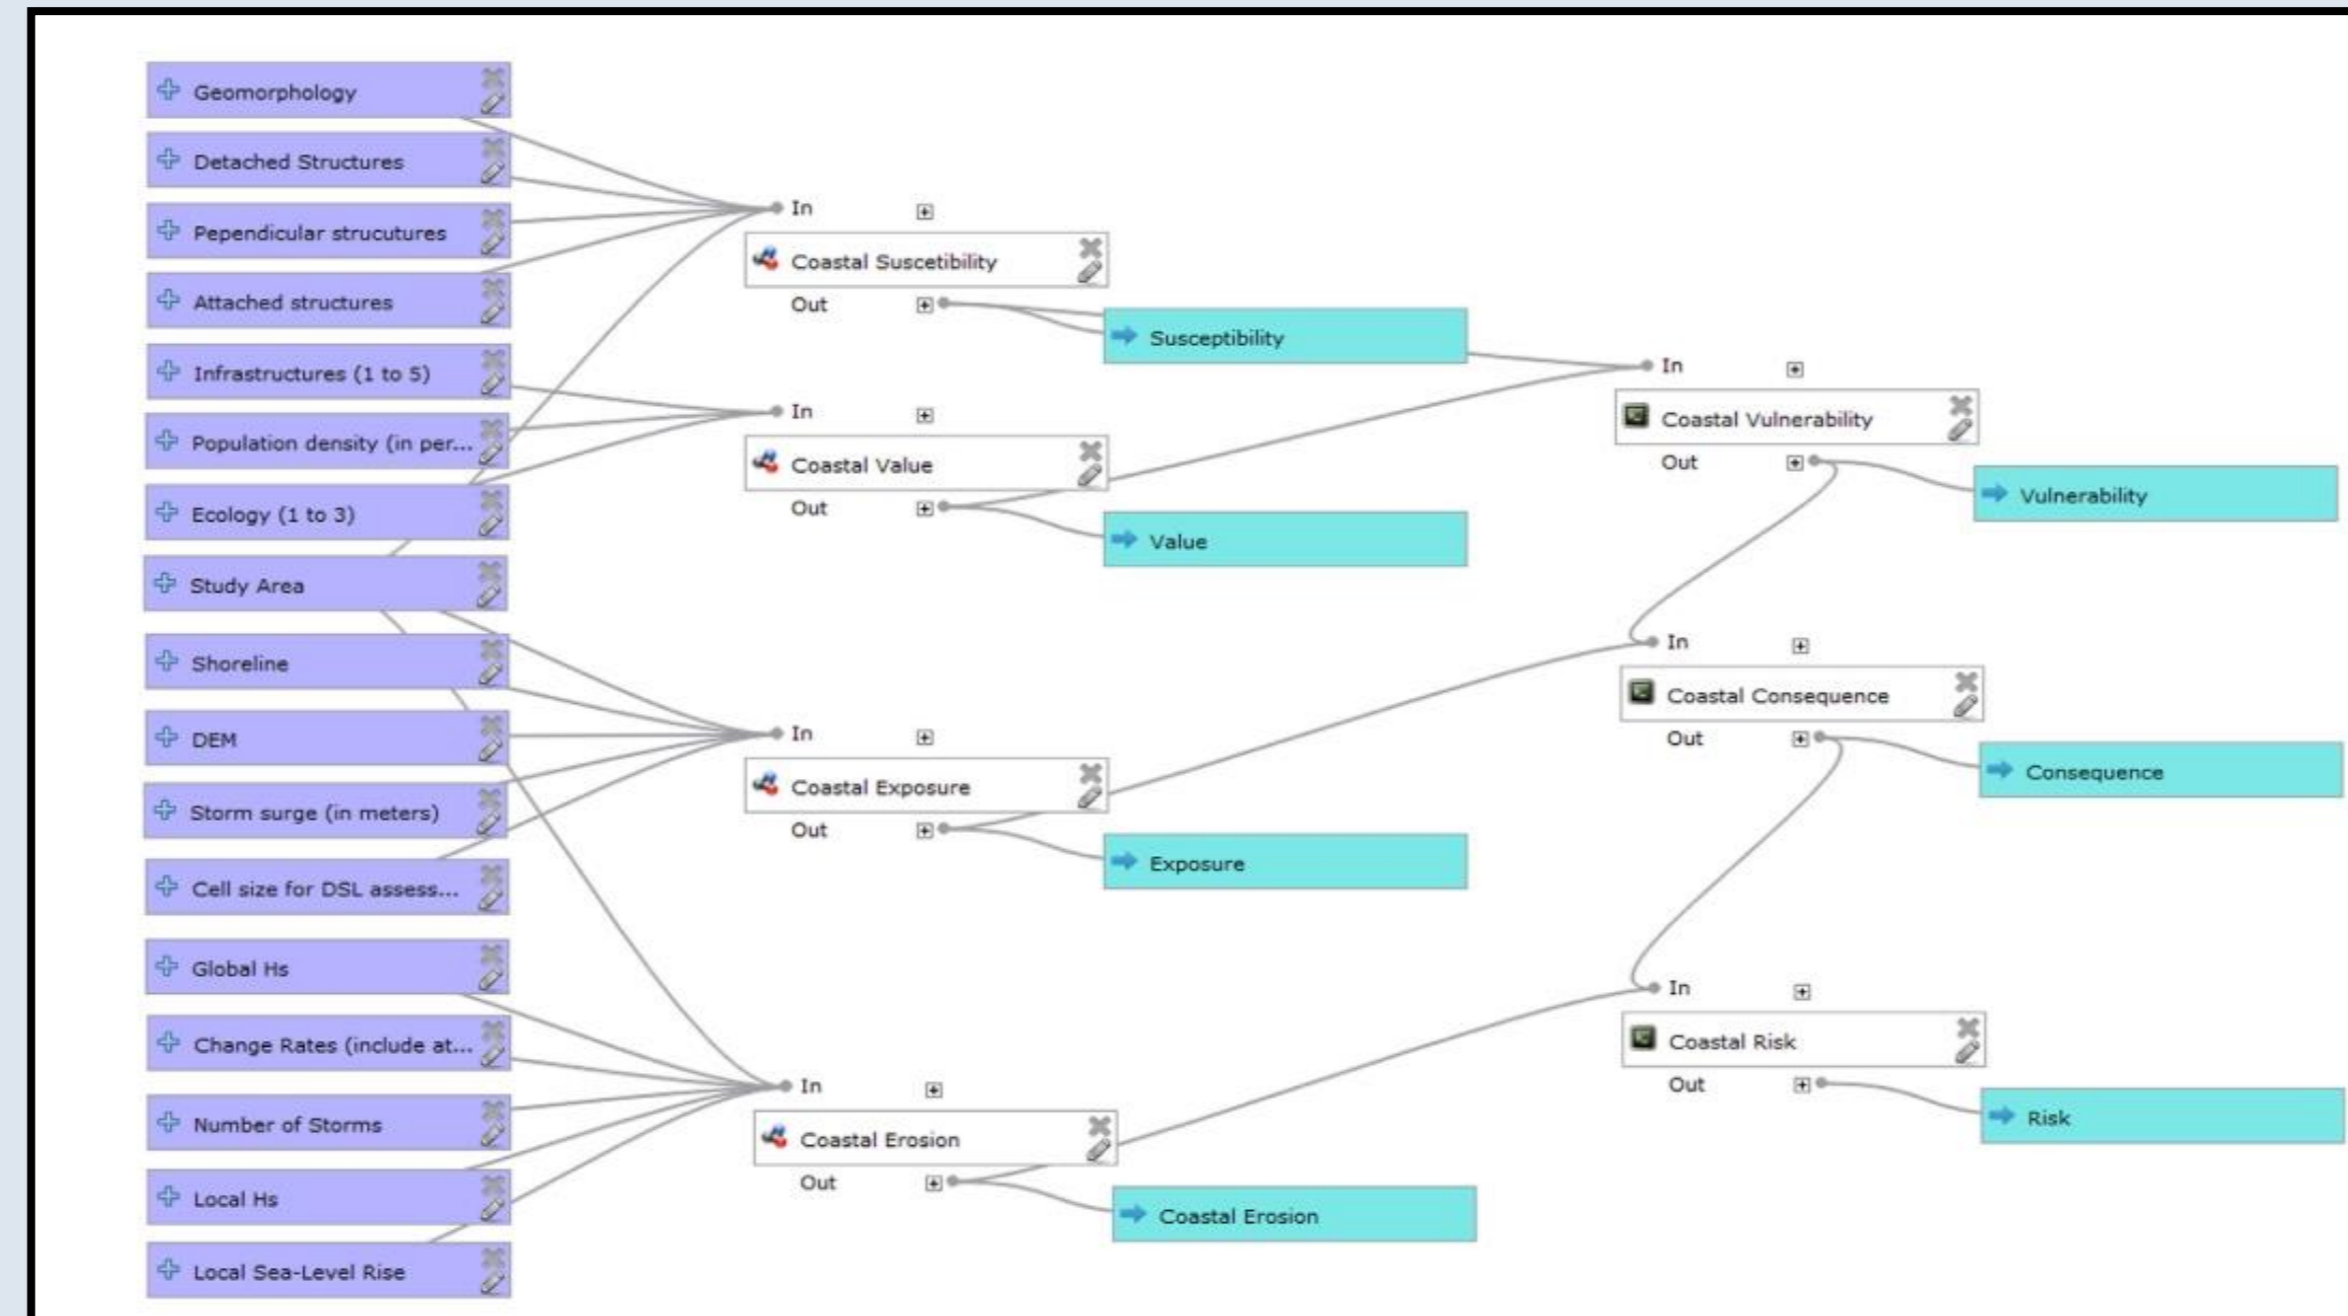 Geomorphology
Detached Structures
Pependicular strucutures
Attached structures
Infrastructures (1 to 5)
Population density (in per...
Ecology (1 to 3)
Study Area
Shoreline
DEM
Storm surge (in meters)
Cell size for DSL assess...
Global Hs
Change Rates (include at...
Number of Storms
Local Hs
Local Sea-Level Rise
In
Coastal Suscetibility
Out
Susceptibility
In
Coastal Value
Out
Value
In
Coastal Exposure
Out
Exposure
In
Coastal Erosion
Out
Coastal Erosion
In
Coastal Vulnerability
Out
Vulnerability
In
Coastal Consequence
Out
Consequence
In
Coastal Risk
Out
Risk